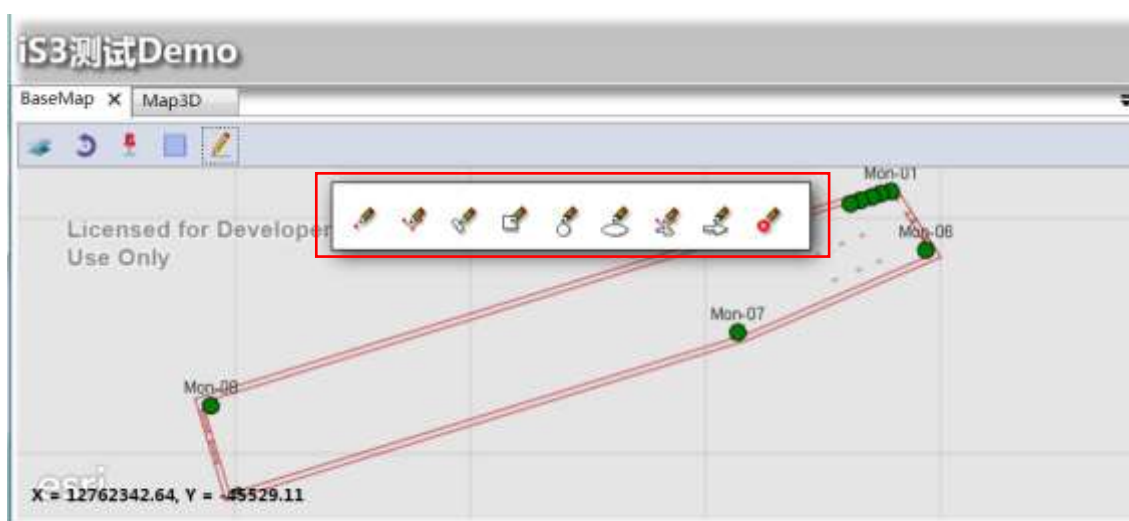 iS3测试Demo
BaseMap X Map3D
Mon-01
Licensed for Developer
Use Only
Mon-06
Mon-07
Mon-08
esri
X = 12762342.64, Y = -45529.11